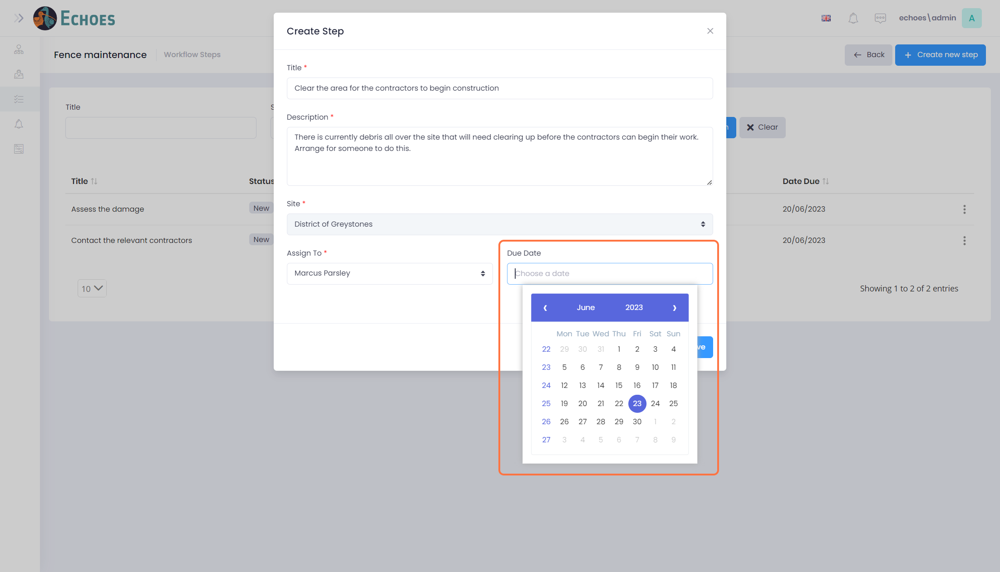 ECHOES
echoes\admin
A
Fence maintenance
Workflow Steps
Back
+ Create new step
Create Step
Title *
Clear the area for the contractors to begin construction
Description *
There is currently debris all over the site that will need clearing up before the contractors can begin their work.
Arrange for someone to do this.
Site *
District of Greystones
Assign To *
Marcus Parsley
Due Date
Choose a date
June 2023
Mon Tue Wed Thu Fri Sat Sun
22 29 30 31 1 2 3 4
23 5 6 7 8 9 10 11
24 12 13 14 15 16 17 18
25 19 20 21 22 23 24 25
26 26 27 28 29 30 1 2
27 3 4 5 6 7 8 9
ve
Title
Clear
Title Status Date Due
Assess the damage New 20/06/2023
Contact the relevant contractors New 20/06/2023
10
Showing 1 to 2 of 2 entries